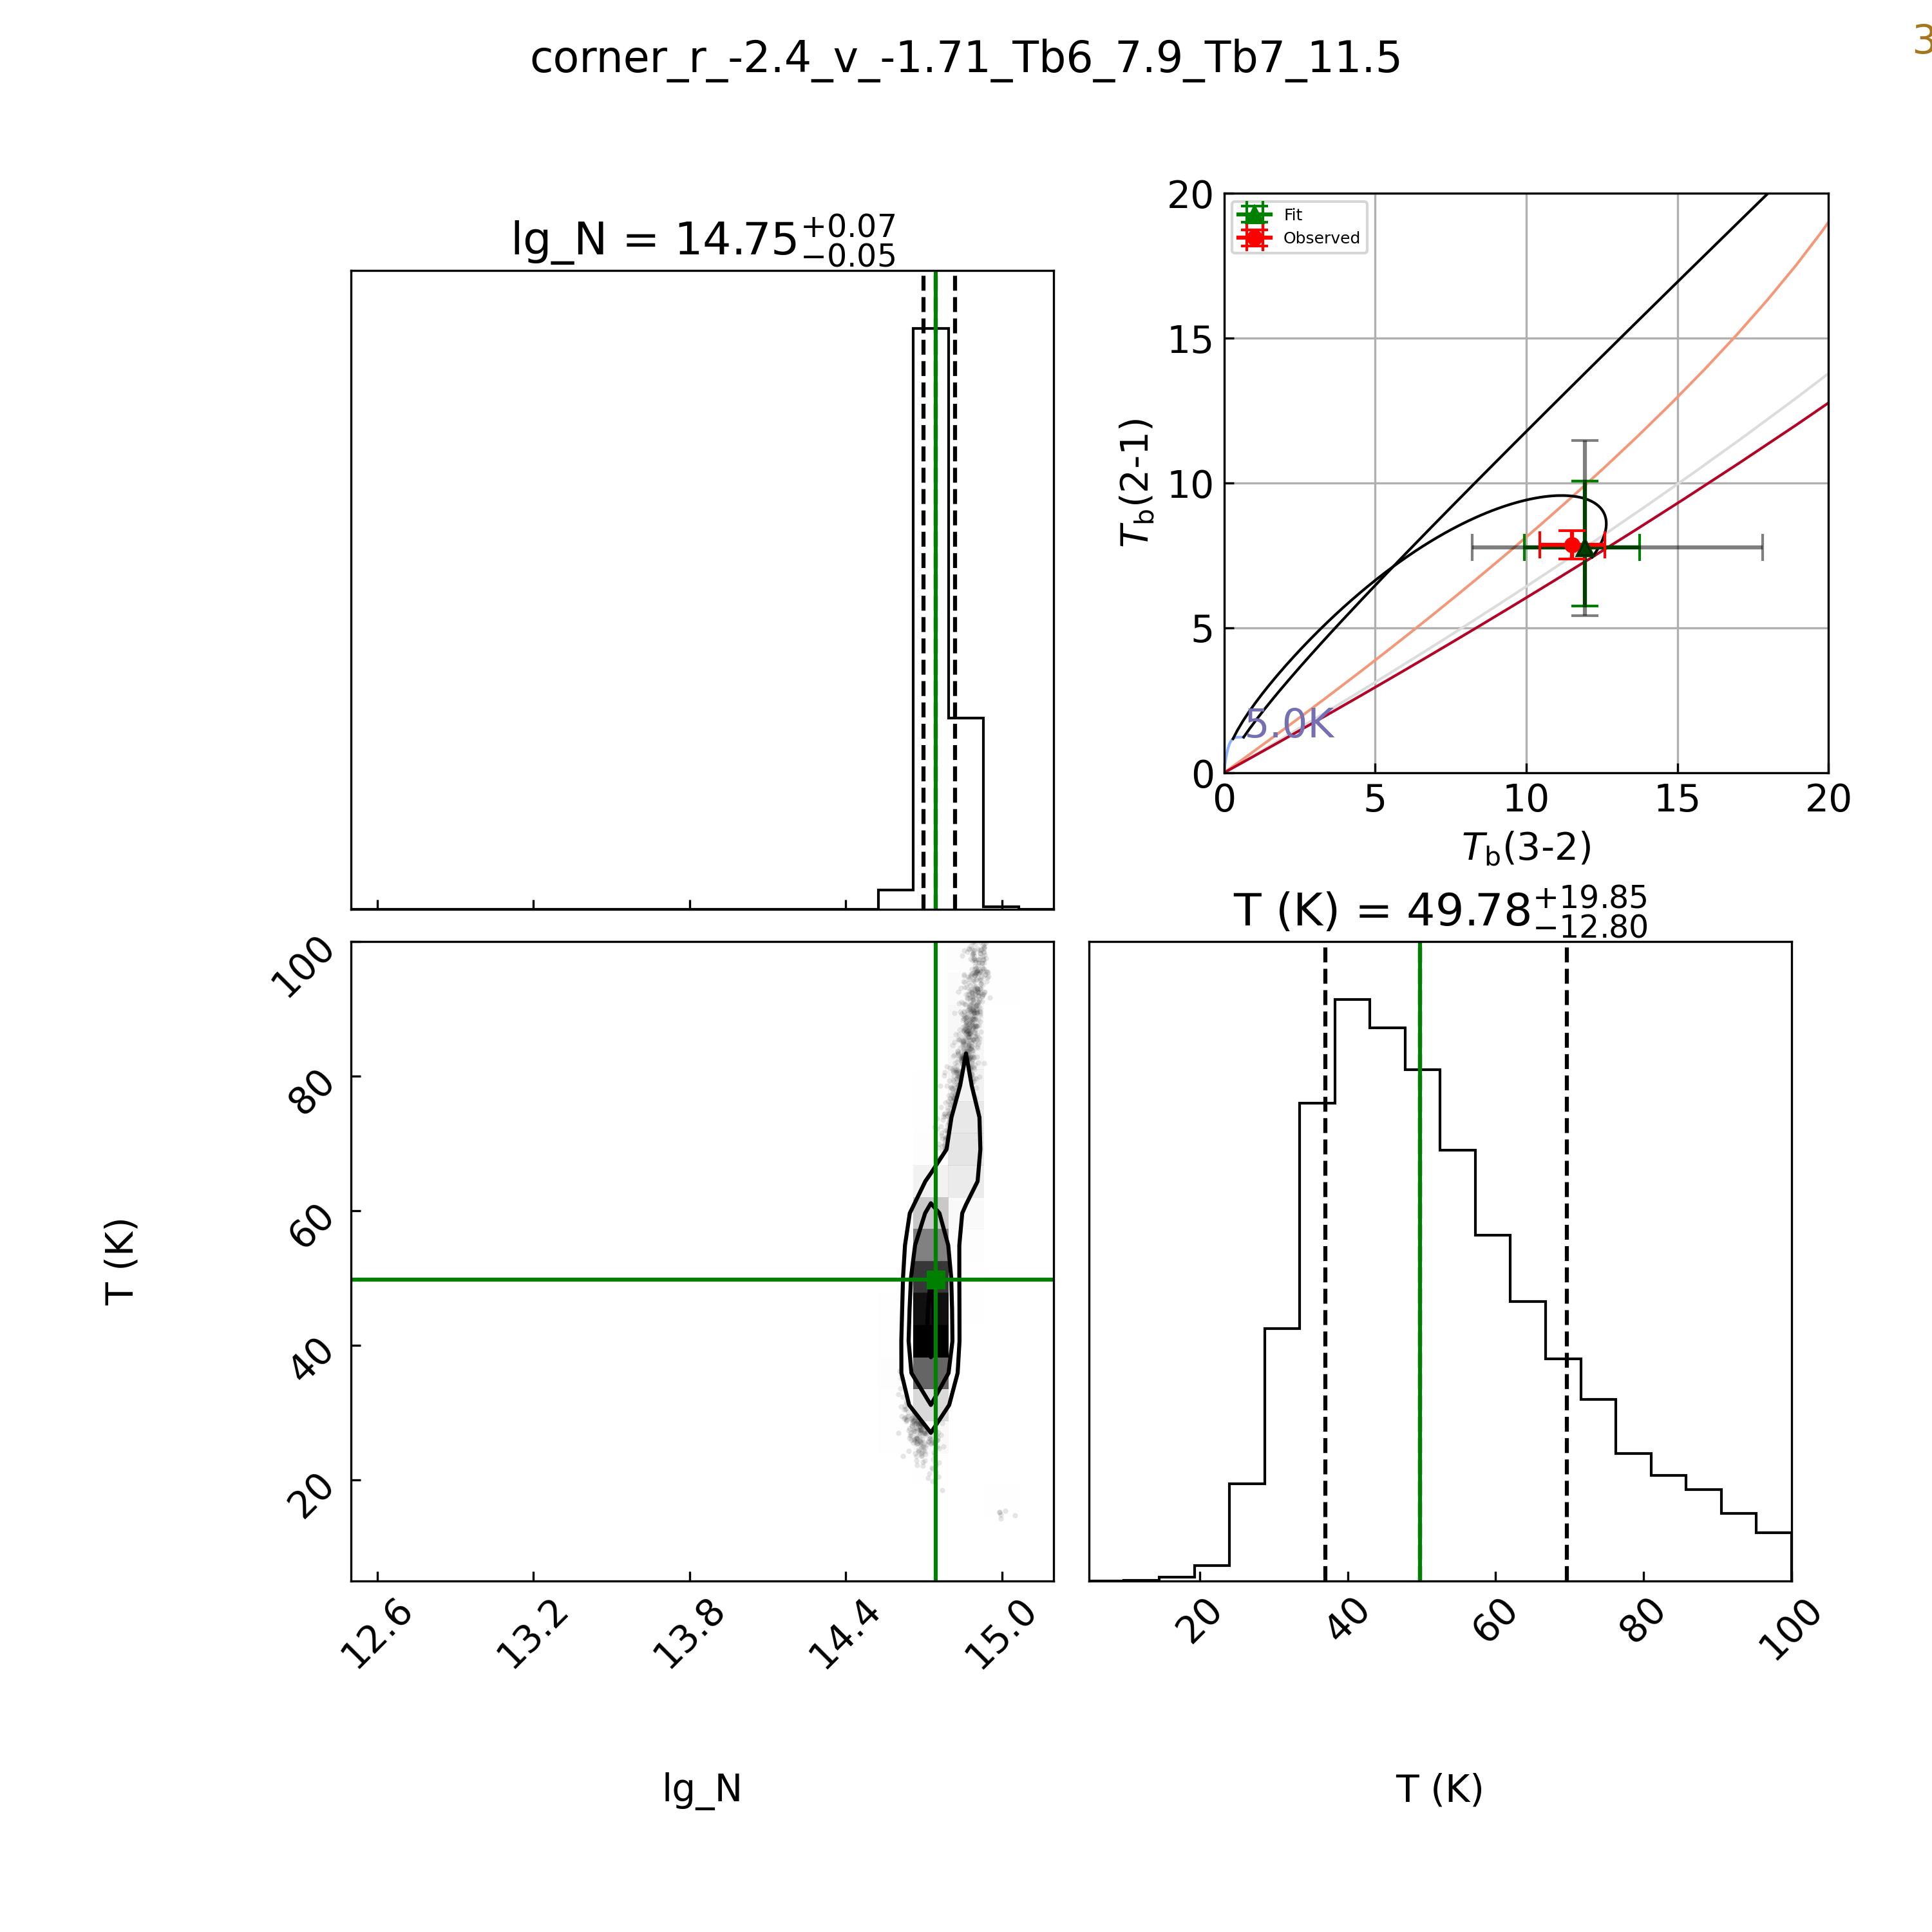 corner_r_-2.4_v_-1.71_Tb6_7.9_Tb7_11.5
3
lg_N = 14.75+0.07−0.05
20
15
10
5
0
Tb(2-1)
Fit
Observed
5.0K
0 5 10 15 20
Tb(3-2)
T (K) = 49.78+19.85−12.80
100
80
60
40
20
T (K)
12.6 13.2 13.8 14.4 15.0
lg_N
20 40 60 80 100
T (K)